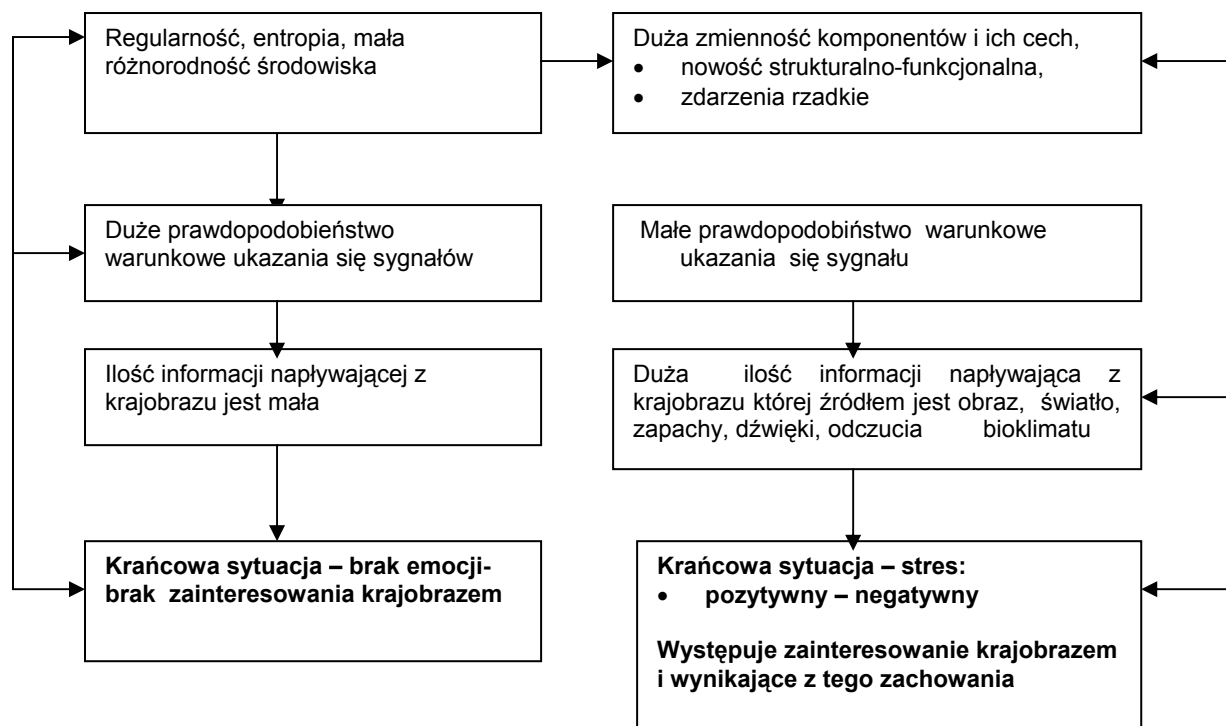 Regularność, entropia, mała
różnorodność środowiska
Duża zmienność komponentów i ich cech,
• nowość strukturalno-funkcjonalna,
• zdarzenia rzadkie
Duże prawdopodobieństwo
warunkowe ukazania się sygnałów
Małe prawdopodobiństwo warunkowe
ukazania się sygnału
Ilość informacji napływającej z
krajobrazu jest mała
Duża ilość informacji napływająca z
krajobrazu której źródłem jest obraz, światło,
zapachy, dźwięki, odczucia bioklimatu
Krańcowa sytuacja – brak emocji-
brak zainteresowania krajobrazem
Krańcowa sytuacja – stres:
• pozytywny – negatywny
Występuje zainteresowanie krajobrazem
i wynikające z tego zachowania